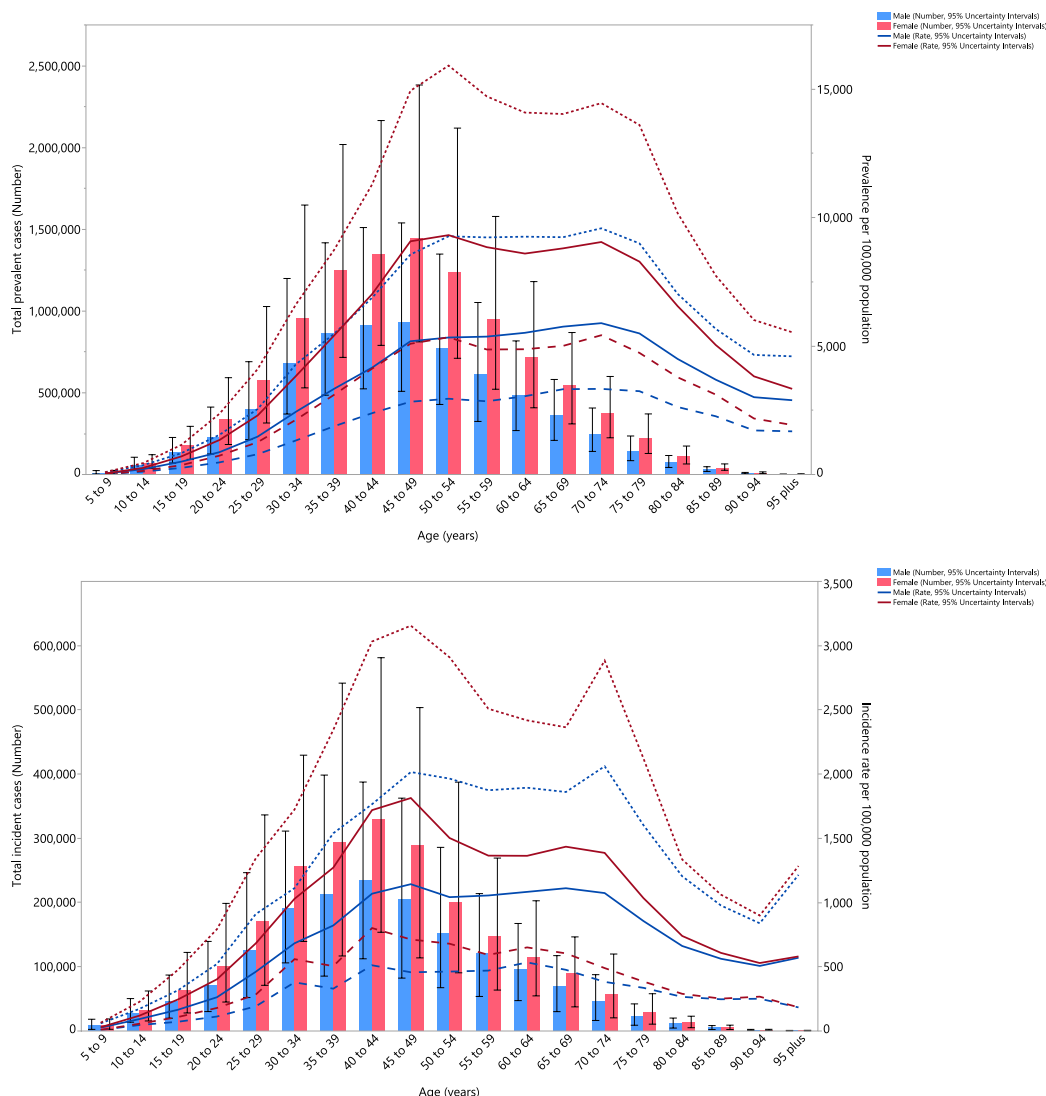 Male (Number, 95% Uncertainty Intervals)
Female (Number, 95% Uncertainty Intervals)
Male (Rate, 95% Uncertainty Intervals)
Female (Rate, 95% Uncertainty Intervals)
Total prevalent cases (Number)
2,500,000
2,000,000
1,500,000
1,000,000
500,000
0
15,000
10,000
5,000
0
Prevalence per 100,000 population
5 to 9
10 to 14
15 to 19
20 to 24
25 to 29
30 to 34
35 to 39
40 to 44
45 to 49
50 to 54
55 to 59
60 to 64
65 to 69
70 to 74
75 to 79
80 to 84
85 to 89
90 to 94
95 plus
Age (years)
Male (Number, 95% Uncertainty Intervals)
Female (Number, 95% Uncertainty Intervals)
Male (Rate, 95% Uncertainty Intervals)
Female (Rate, 95% Uncertainty Intervals)
Total incident cases (Number)
600,000
500,000
400,000
300,000
200,000
100,000
0
3,500
3,000
2,500
2,000
1,500
1,000
500
0
Incidence rate per 100,000 population
5 to 9
10 to 14
15 to 19
20 to 24
25 to 29
30 to 34
35 to 39
40 to 44
45 to 49
50 to 54
55 to 59
60 to 64
65 to 69
70 to 74
75 to 79
80 to 84
85 to 89
90 to 94
95 plus
Age (years)